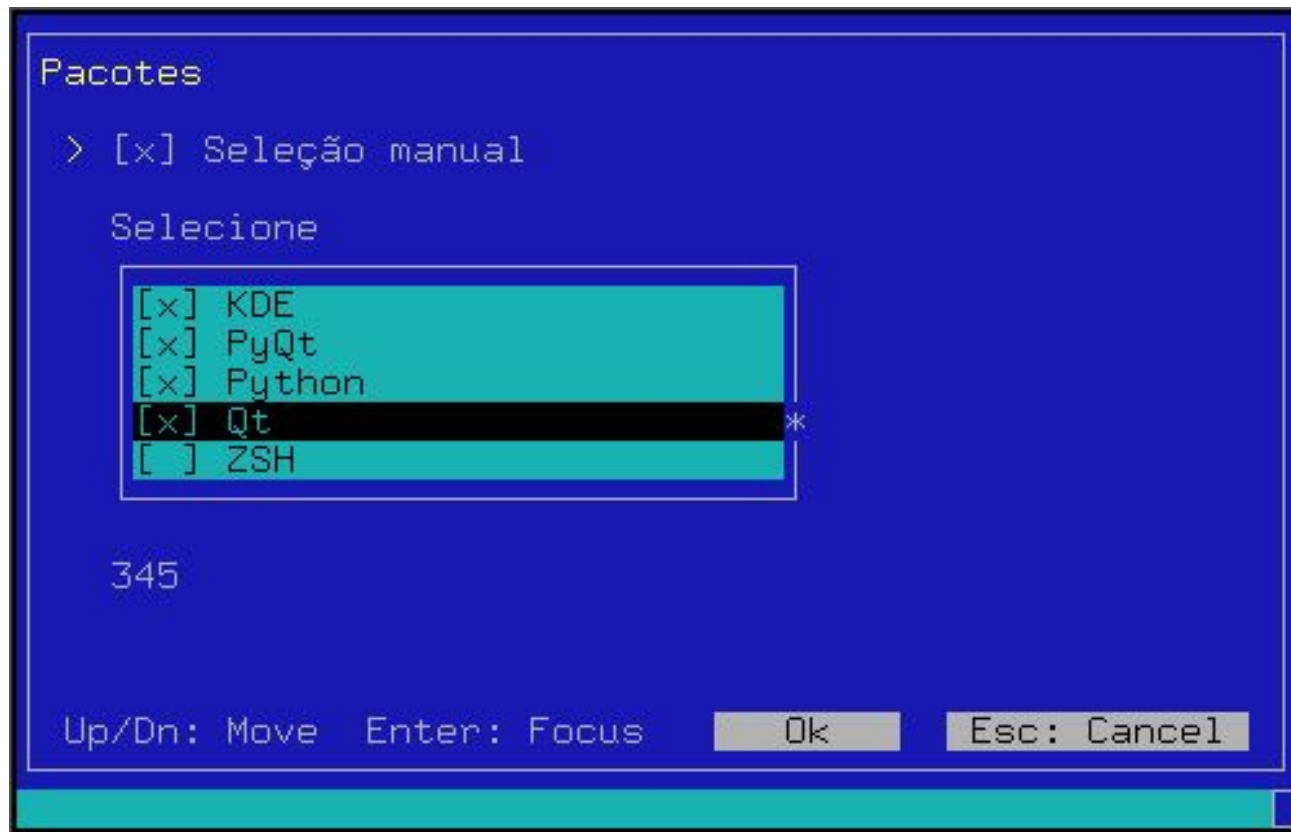 Pacotes
> [x] Seleção manual
Selecione
[x] KDE
[x] PyQt
[x] Python
[x] Qt *
[ ] ZSH
345
Up/Dn: Move Enter: Focus Ok Esc: Cancel